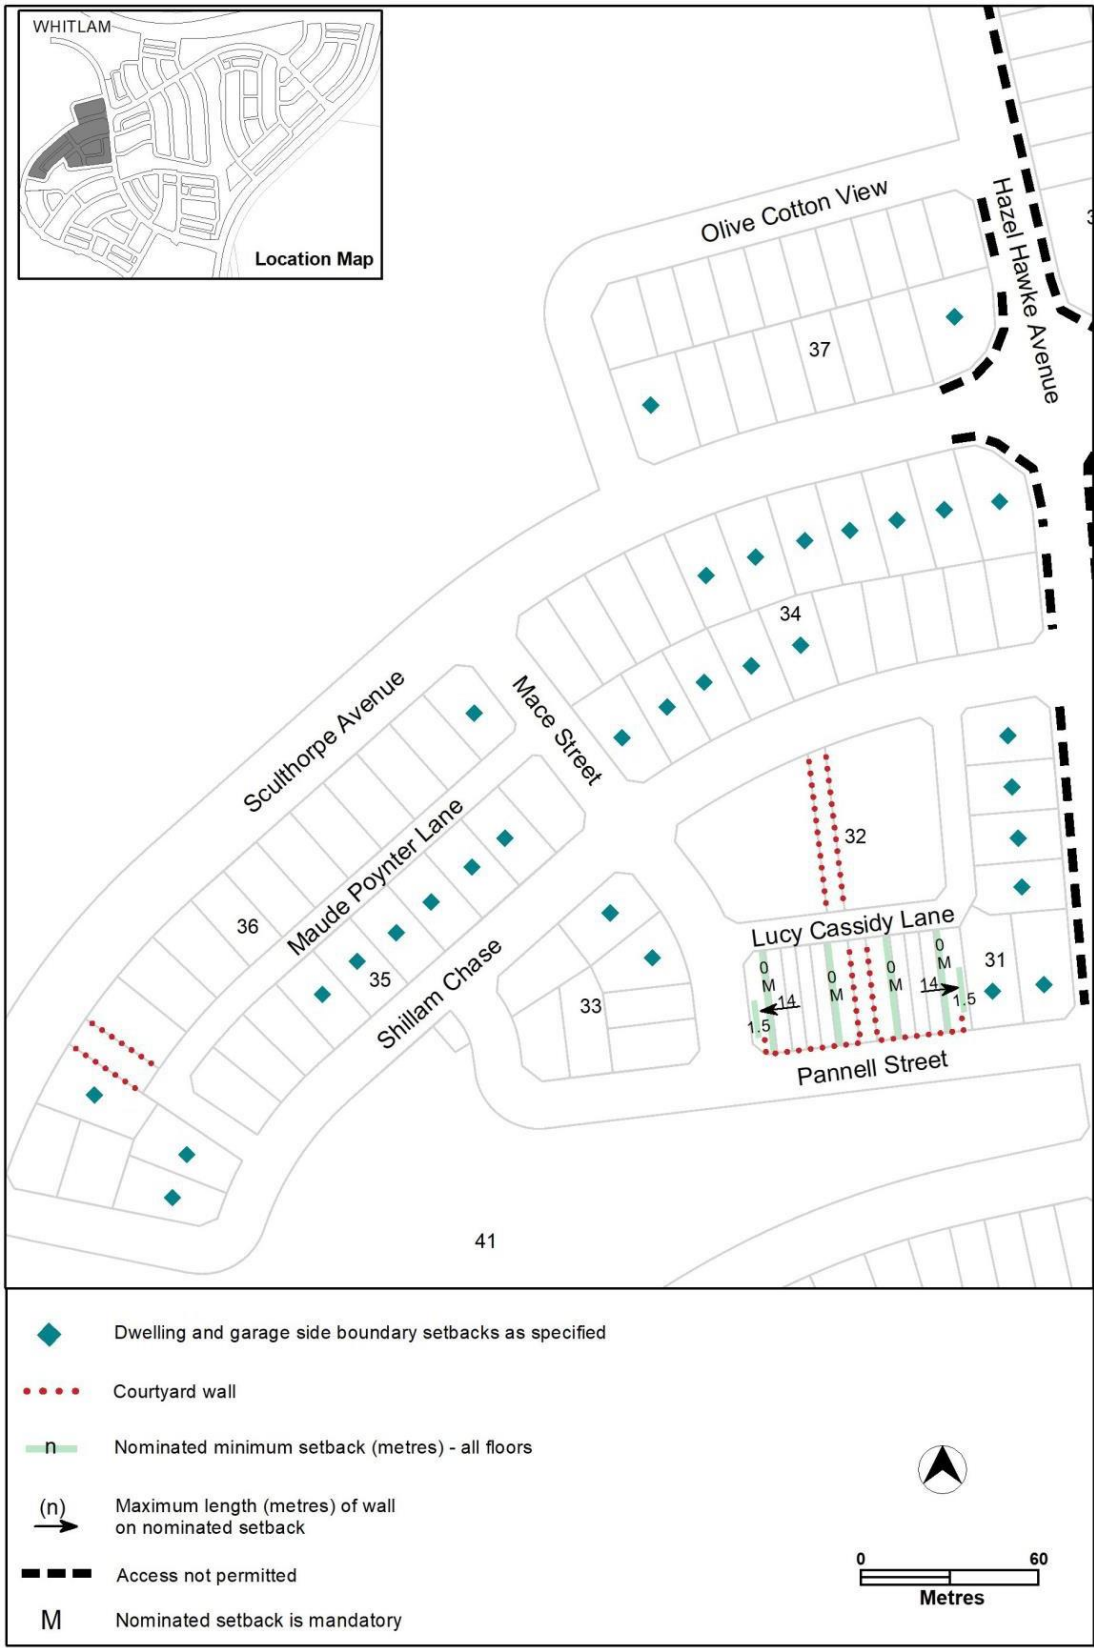 WHITLAM
Location Map
Olive Cotton View
Hazel Hawke Avenue
37
34
Sculthorpe Avenue
Mace Street
Maude Poynter Lane
32
36
Lucy Cassidy Lane
35
Shillam Chase
33
31
0
M
14
1.5
0
M
0
M
0
M
14
1.5
Pannell Street
41
Dwelling and garage side boundary setbacks as specified
Courtyard wall
n
Nominated minimum setback (metres) - all floors
(n)
Maximum length (metres) of wall
on nominated setback
Access not permitted
M
Nominated setback is mandatory
0 60
Metres